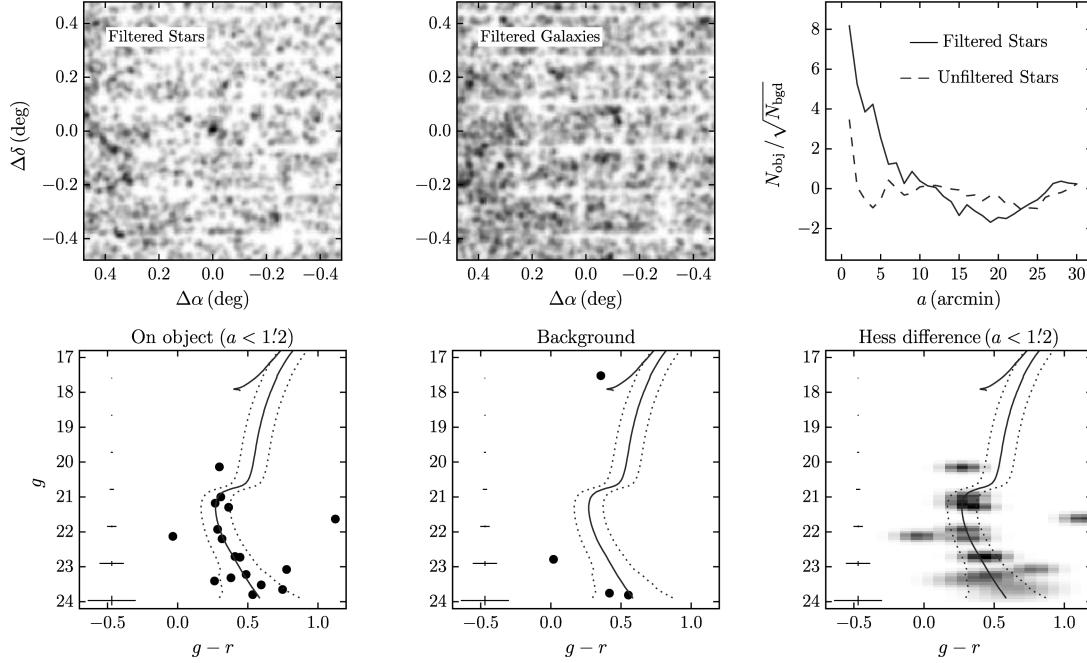 Filtered Stars
Δδ (deg)
0.4
0.2
0.0
−0.2
−0.4
0.4 0.2 0.0 −0.2 −0.4
Δα (deg)
Filtered Galaxies
0.4
0.2
0.0
−0.2
−0.4
0.4 0.2 0.0 −0.2 −0.4
Δα (deg)
Filtered Stars
Unfiltered Stars
N_obj / √N_bgd
8
6
4
2
0
−2
0 5 10 15 20 25 30
a (arcmin)
On object (a < 1.′2)
g
17
18
19
20
21
22
23
24
−0.5 0.0 0.5 1.0
g − r
Background
17
18
19
20
21
22
23
24
−0.5 0.0 0.5 1.0
g − r
Hess difference (a < 1.′2)
17
18
19
20
21
22
23
24
−0.5 0.0 0.5 1.0
g − r